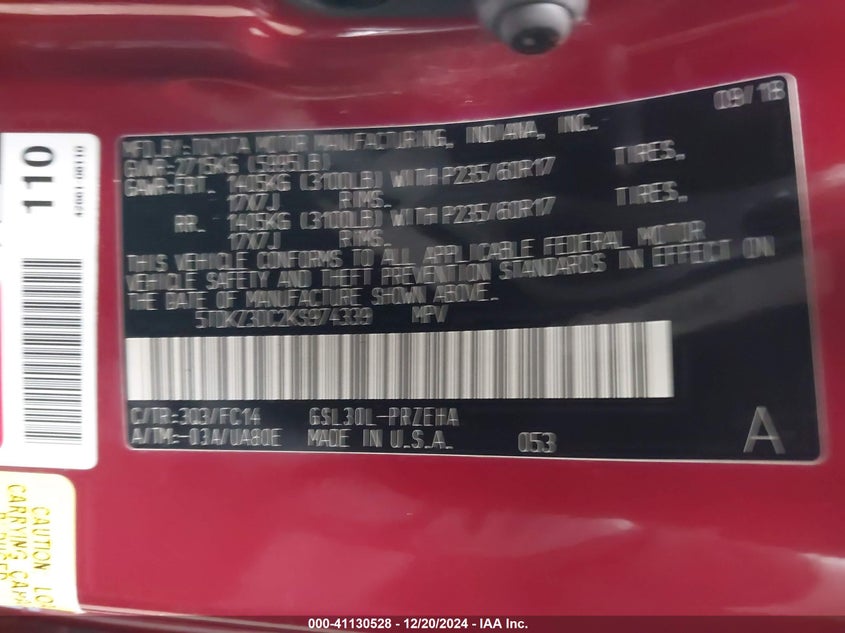 09/18
MFD.BY:TOYOTA MOTOR MANUFACTURING, INDIANA, INC.
GVWR:2715KG (5995LB)
GAWR:FRT. 1405KG (3100LB) WITH P235/60R17 TIRES,
17X7J RIMS.
RR. 1405KG (3100LB) WITH P235/60R17 TIRES,
17X7J RIMS.
THIS VEHICLE CONFORMS TO ALL APPLICABLE FEDERAL MOTOR
VEHICLE SAFETY AND THEFT PREVENTION STANDARDS IN EFFECT ON
THE DATE OF MANUFACTURE SHOWN ABOVE.
5TDKZ3DC2KS974339 MPV
C/TR:3Q3/FC14 GSL30L-PRZEHA
A/TM:-03A/UA80E MADE IN U.S.A. 053
A
110
42661 08110
CAUTION
CARRYING
000-41130528 - 12/20/2024 - IAA Inc.